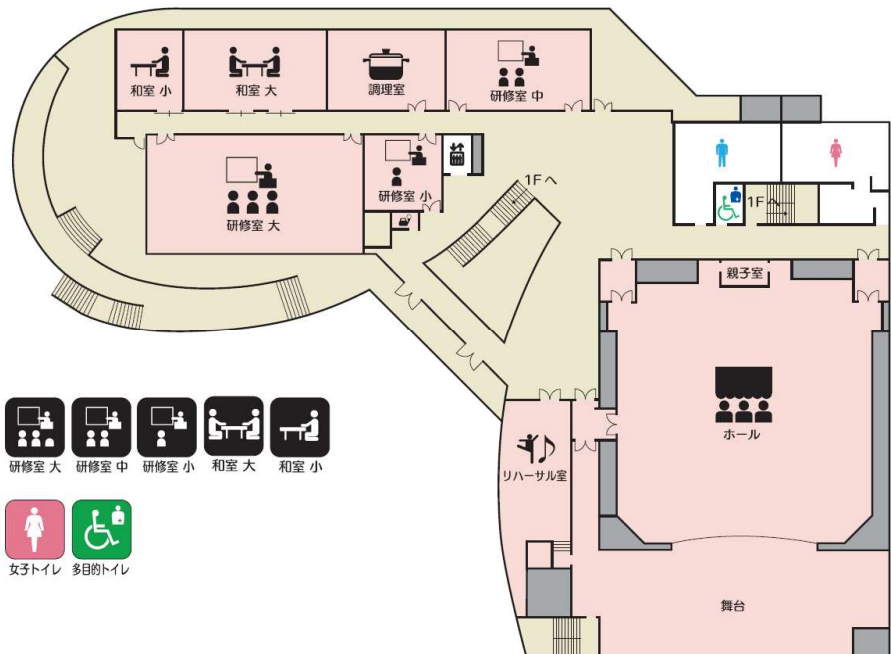 和室 小
和室 大
調理室
研修室 中
研修室 大
研修室 小
1Fへ
1Fへ
親子室
ホール
リハーサル室
舞台
研修室 大
研修室 中
研修室 小
和室 大
和室 小
女子トイレ
多目的トイレ